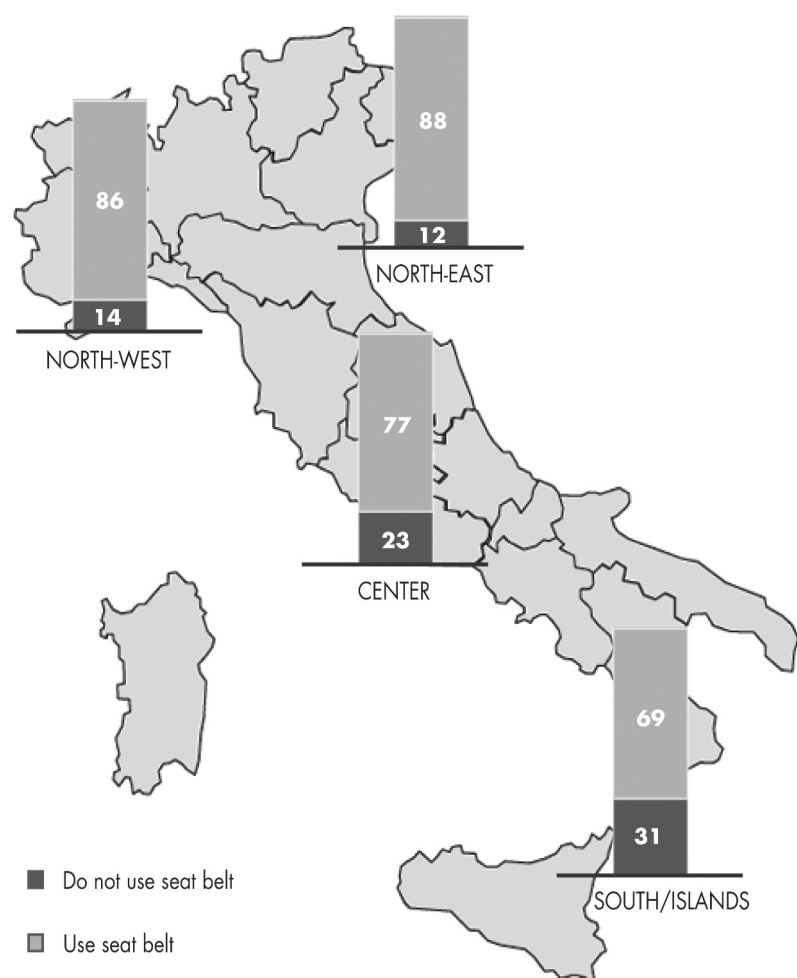 88
12
NORTH-EAST
86
14
NORTH-WEST
77
23
CENTER
69
31
SOUTH/ISLANDS
Do not use seat belt
Use seat belt